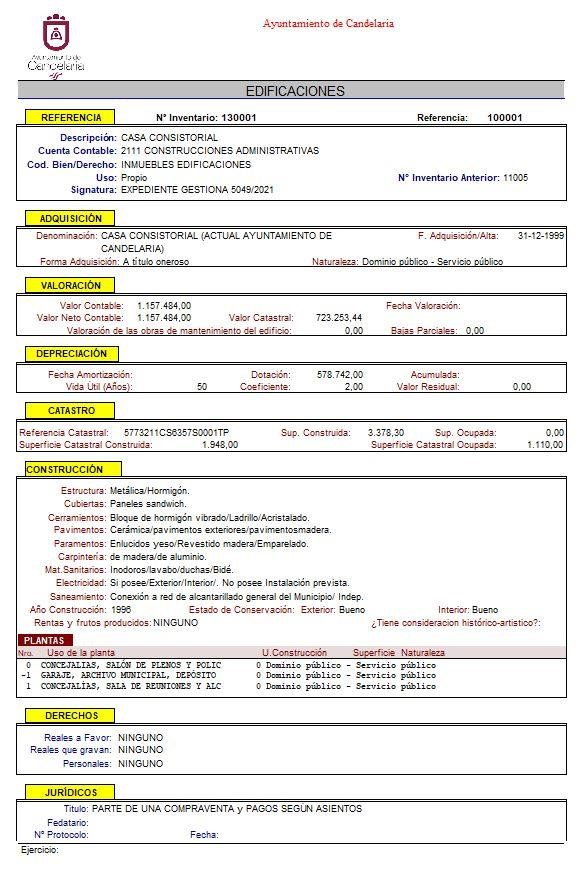 Ayuntamiento de Candelaria
Ayuntamiento de
Candelaria
EDIFICACIONES
REFERENCIA Nº Inventario: 130001 Referencia: 100001
Descripción: CASA CONSISTORIAL
Cuenta Contable: 2111 CONSTRUCCIONES ADMINISTRATIVAS
Cod. Bien/Derecho: INMUEBLES EDIFICACIONES
Uso: Propio Nº Inventario Anterior: 11005
Signatura: EXPEDIENTE GESTIONA 5049/2021
ADQUISICIÓN
Denominación: CASA CONSISTORIAL (ACTUAL AYUNTAMIENTO DE F. Adquisición/Alta: 31-12-1999
CANDELARIA)
Forma Adquisición: A título oneroso Naturaleza: Dominio público - Servicio público
VALORACIÓN
Valor Contable: 1.157.484,00 Fecha Valoración:
Valor Neto Contable: 1.157.484,00 Valor Catastral: 723.253,44
Valoración de las obras de mantenimiento del edificio: 0,00 Bajas Parciales: 0,00
DEPRECIACIÓN
Fecha Amortización: Dotación: 578.742,00 Acumulada:
Vida Útil (Años): 50 Coeficiente: 2,00 Valor Residual: 0,00
CATASTRO
Referencia Catastral: 5773211CS6357S0001TP Sup. Construida: 3.378,30 Sup. Ocupada: 0,00
Superficie Catastral Construida: 1.948,00 Superficie Catastral Ocupada: 1.110,00
CONSTRUCCIÓN
Estructura: Metálica/Hormigón.
Cubiertas: Paneles sandwich.
Cerramientos: Bloque de hormigón vibrado/Ladrillo/Acristalado.
Pavimentos: Cerámica/pavimentos exteriores/pavimentosmadera.
Paramentos: Enlucidos yeso/Revestido madera/Emparelado.
Carpintería: de madera/de aluminio.
Mat.Sanitarios: Inodoros/lavabo/duchas/Bidé.
Electricidad: Si posee/Exterior/Interior/. No posee Instalación prevista.
Saneamiento: Conexión a red de alcantarillado general del Municipio/ Indep.
Año Construcción: 1996 Estado de Conservación: Exterior: Bueno Interior: Bueno
Rentas y frutos producidos: NINGUNO ¿Tiene consideracion histórico-artistico?:
PLANTAS
Nro. Uso de la planta U.Construcción Superficie Naturaleza
0 CONCEJALIAS, SALÓN DE PLENOS Y POLIC 0 Dominio público - Servicio público
-1 GARAJE, ARCHIVO MUNICIPAL, DEPÓSITO 0 Dominio público - Servicio público
1 CONCEJALIAS, SALA DE REUNIONES Y ALC 0 Dominio público - Servicio público
DERECHOS
Reales a Favor: NINGUNO
Reales que gravan: NINGUNO
Personales: NINGUNO
JURÍDICOS
Titulo: PARTE DE UNA COMPRAVENTA y PAGOS SEGÚN ASIENTOS
Fedatario:
Nº Protocolo: Fecha:
Ejercicio: